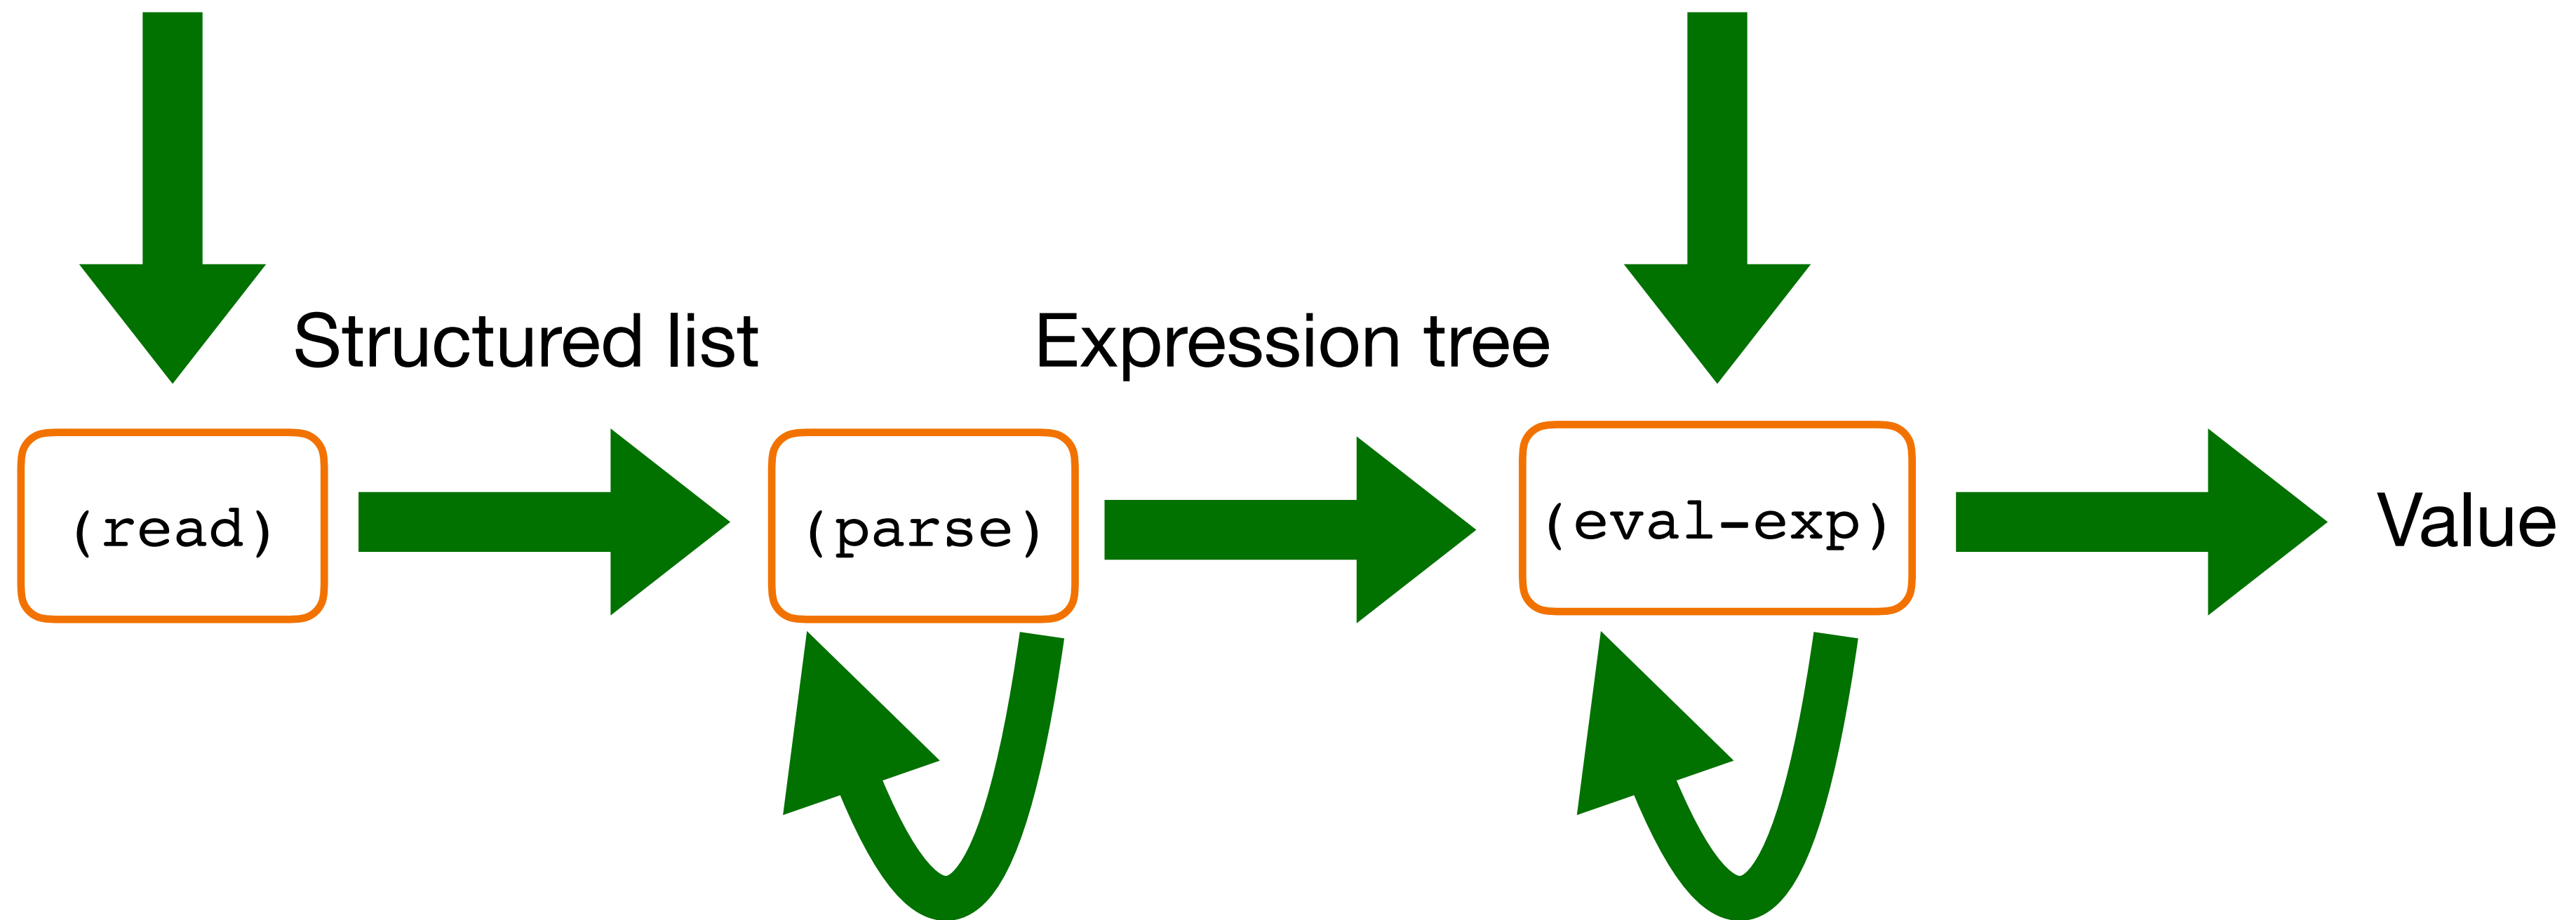 Structured list
Expression tree
(read)
(parse)
(eval-exp)
Value